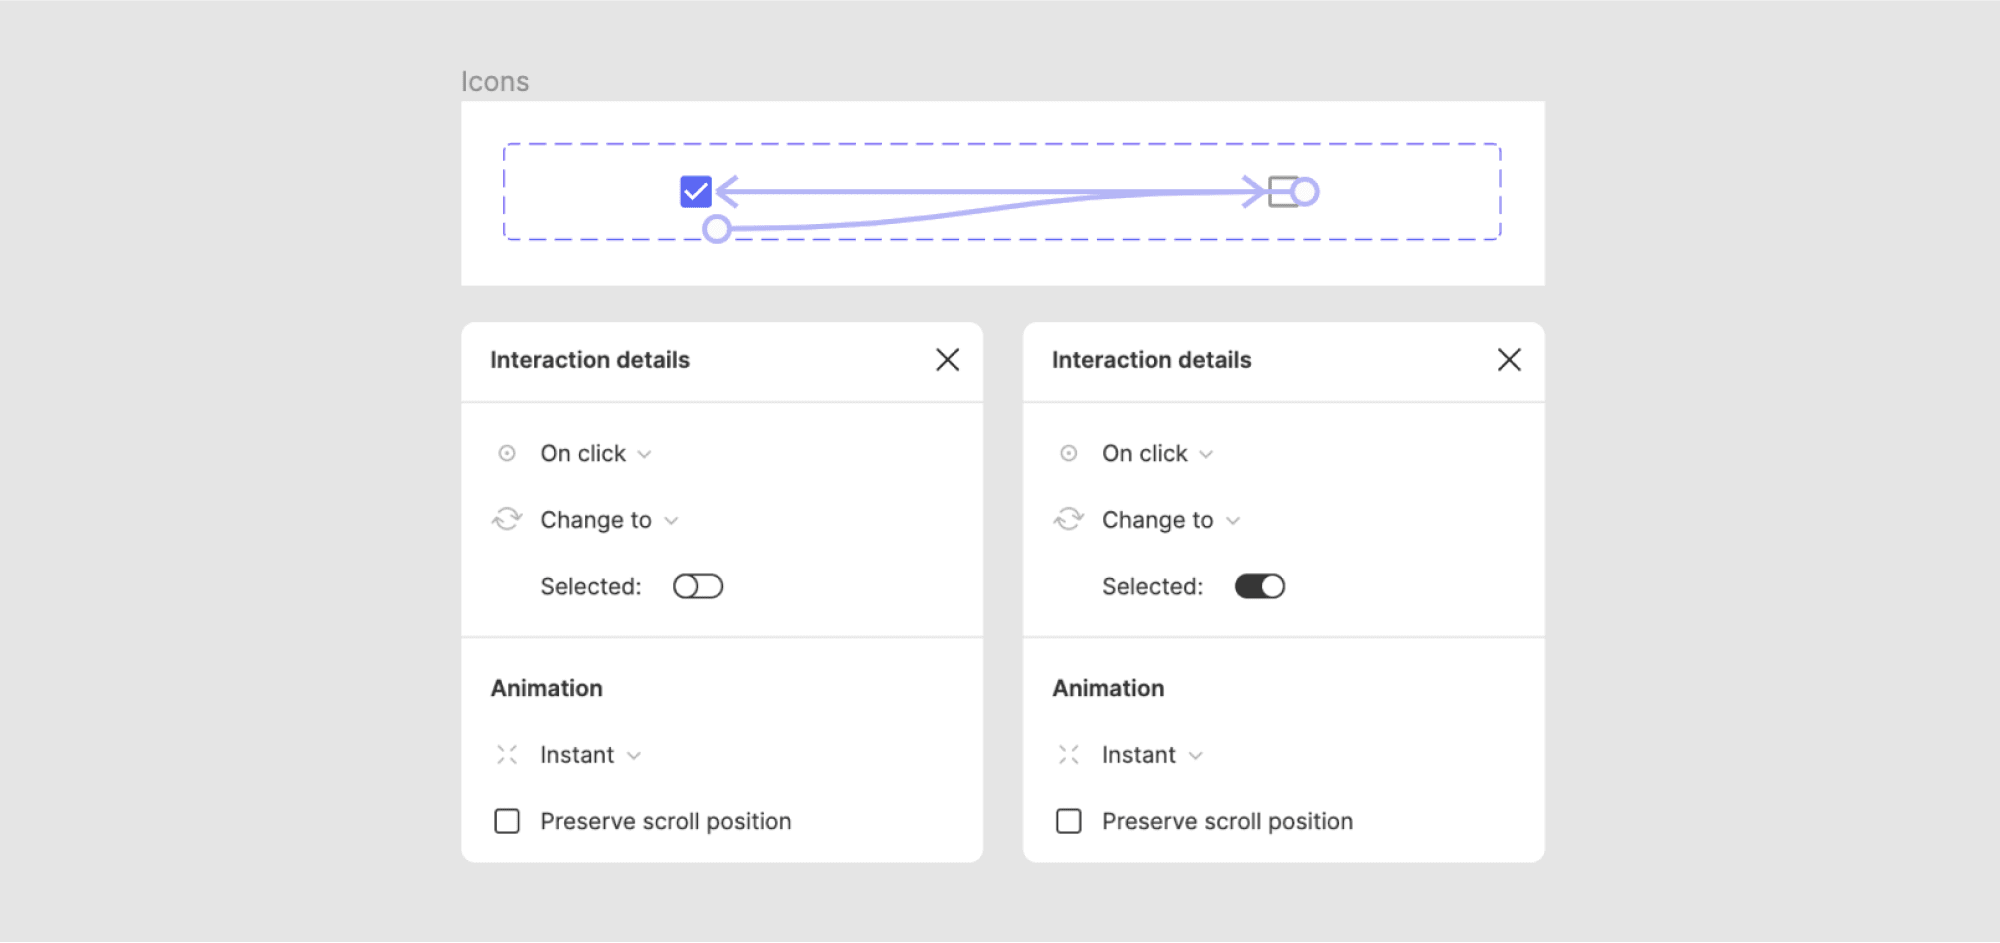 Icons
Interaction details
On click
Change to
Selected:
Animation
Instant
Preserve scroll position
Interaction details
On click
Change to
Selected:
Animation
Instant
Preserve scroll position